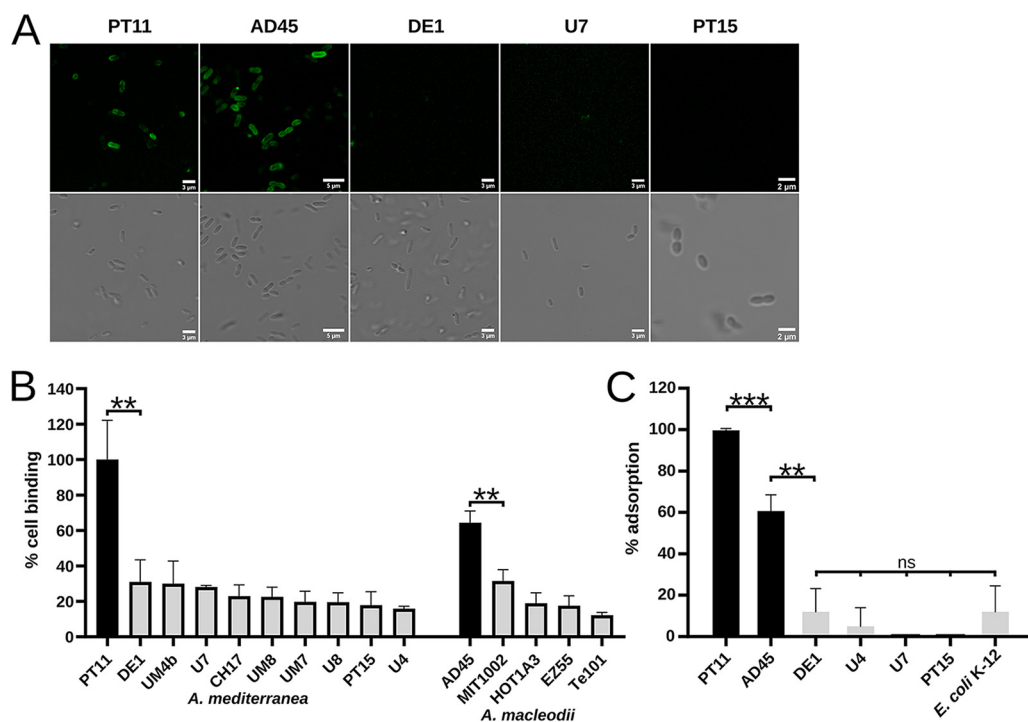 A
PT11 AD45 DE1 U7 PT15
3 µm 5 µm 3 µm 3 µm 2 µm
3 µm 5 µm 3 µm 3 µm 2 µm
B
% cell binding
140
120
100
80
60
40
20
0
**
**
PT11 DE1 UM4b U7 CH17 UM8 UM7 U8 PT15 U4 AD45 MIT1002 HOT1A3 EZ55 Te101
A. mediterranea
A. macleodii
C
% adsorption
120
100
80
60
40
20
0
***
**
ns
PT11 AD45 DE1 U4 U7 PT15 E. coli K-12